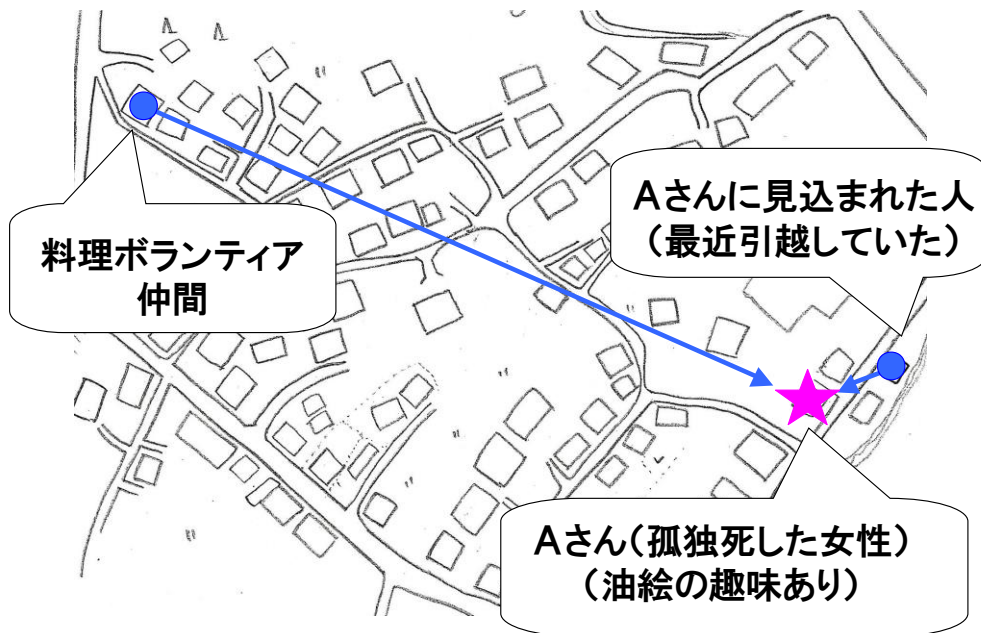 Aさんに見込まれた人
（最近引越していた）
料理ボランティア
仲間
Aさん（孤独死した女性）
（油絵の趣味あり）